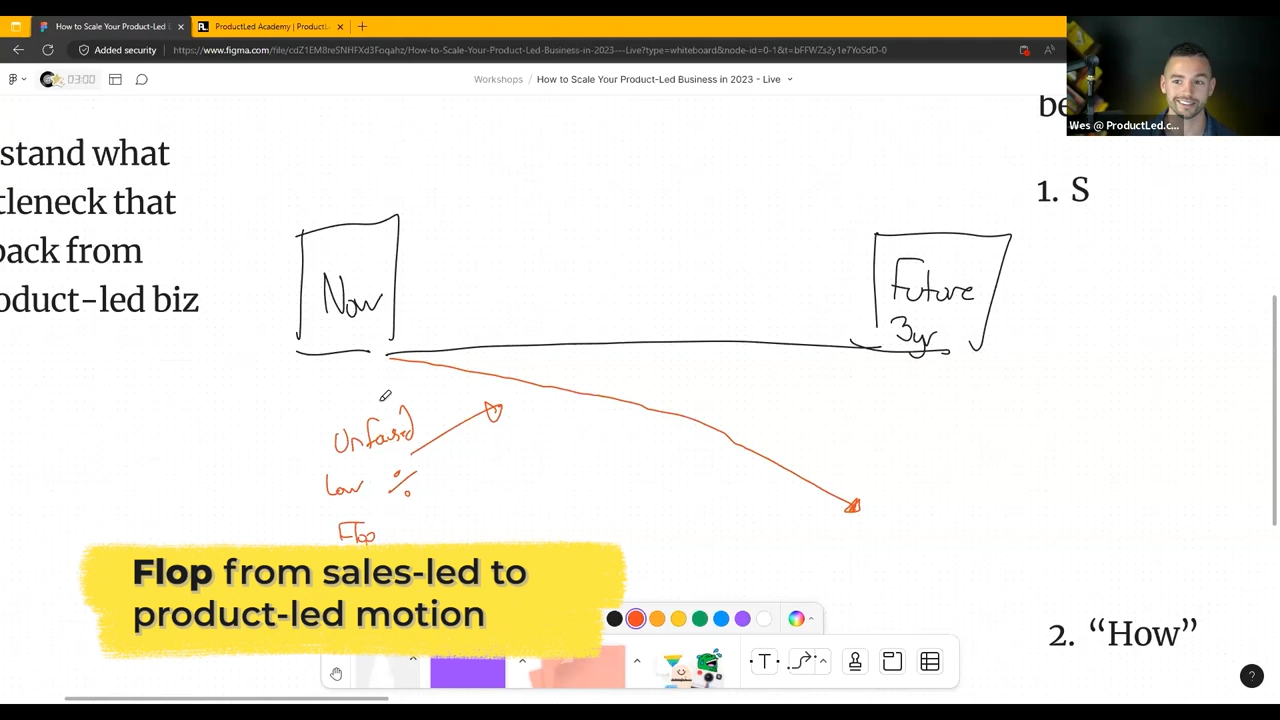 How to Scale Your Product-Led B
ProductLed Academy | ProductL
Added security
https://www.figma.com/file/cdZ1EM8reSNHFXd3Foqahz/How-to-Scale-Your-Product-Led-Business-in-2023---Live?type=whiteboard&node-id=0-1&t=bFFWZs2y1e7YoSdD-0
03:00
Workshops / How to Scale Your Product-Led Business in 2023 - Live
be
Wes @ ProductLed.c...
stand what
tleneck that
back from
oduct-led biz
1. S
Now
Future
3yr
Low %
Flop
Flop from sales-led to
product-led motion
2. “How”
T
?